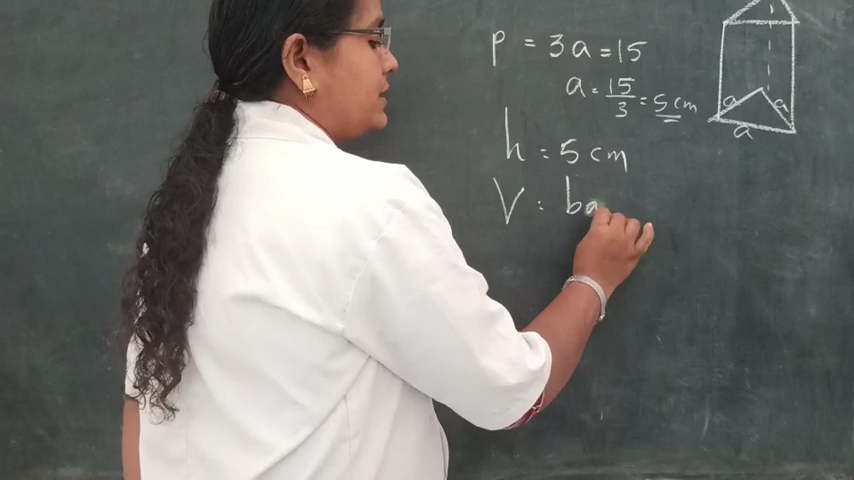 p = 3a = 15
a = 15/3 = 5 cm
h = 5 cm
V = ba
a a
a